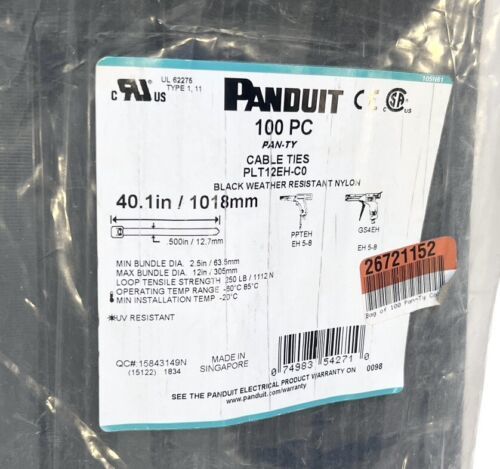 105N61
UL 62275
TYPE 1, 11
C UL US
PANDUIT CE SA
C US
100 PC
PAN-TY
CABLE TIES
PLT12EH-C0
BLACK WEATHER RESISTANT NYLON
40.1in / 1018mm
.500in / 12.7mm
PPTEH
EH 5-8
GS4EH
EH 5-8
MIN BUNDLE DIA. 2.5in / 63.5mm
MAX BUNDLE DIA. 12in / 305mm
LOOP TENSILE STRENGTH 250 LB / 1112 N
OPERATING TEMP RANGE -60°C 85°C
MIN INSTALLATION TEMP -20°C
UV RESISTANT
26721152
Bag of 100 Pan-Ty
QC# 15843149N
(15122) 1834
MADE IN
SINGAPORE
0 74983 54271 0
0098
SEE THE PANDUIT ELECTRICAL PRODUCT WARRANTY ON
www.panduit.com/warranty